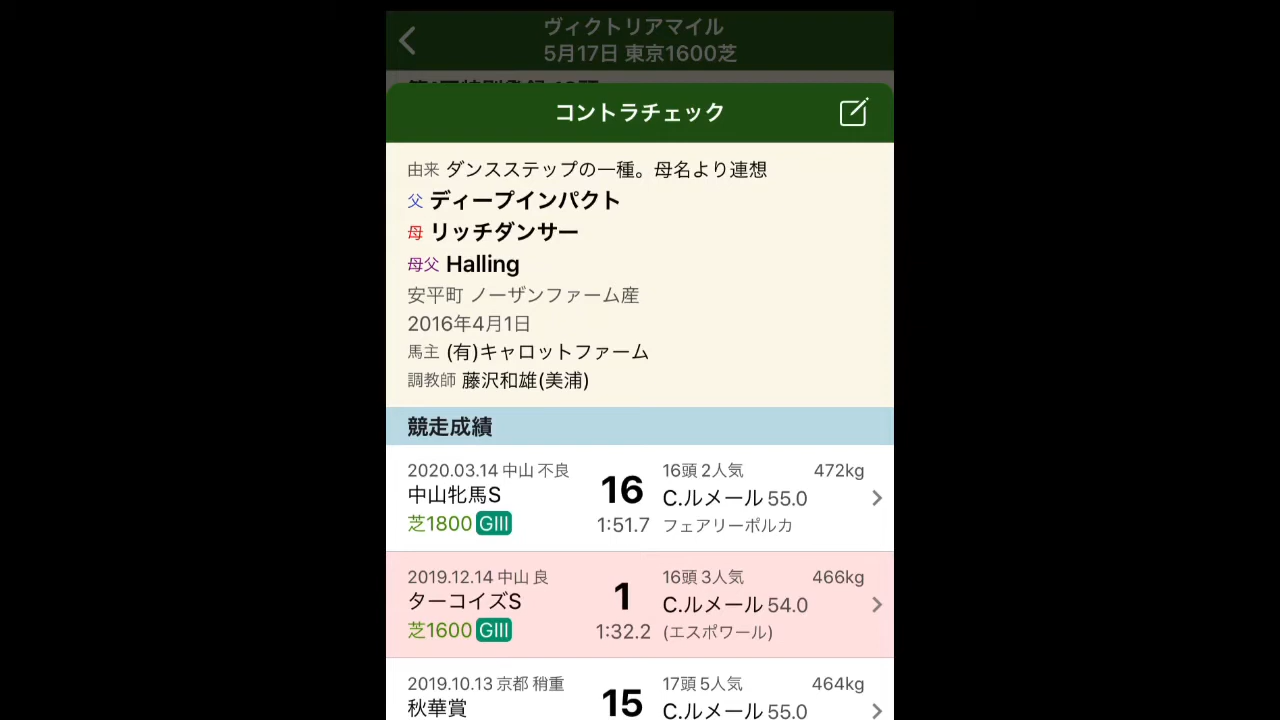 ヴィクトリアマイル
5月17日 東京1600芝
コントラチェック
由来 ダンスステップの一種。母名より連想
父 ディープインパクト
母 リッチダンサー
母父 Halling
安平町 ノーザンファーム産
2016年4月1日
馬主 (有)キャロットファーム
調教師 藤沢和雄(美浦)
競走成績
2020.03.14 中山 不良
中山牝馬S
芝1800 GIII
16
1:51.7
16頭 2人気 472kg
C.ルメール 55.0
フェアリーポルカ
2019.12.14 中山 良
ターコイズS
芝1600 GIII
1
1:32.2
16頭 3人気 466kg
C.ルメール 54.0
(エスポワール)
2019.10.13 京都 稍重
秋華賞
15
17頭 5人気 464kg
C.ルメール 55.0